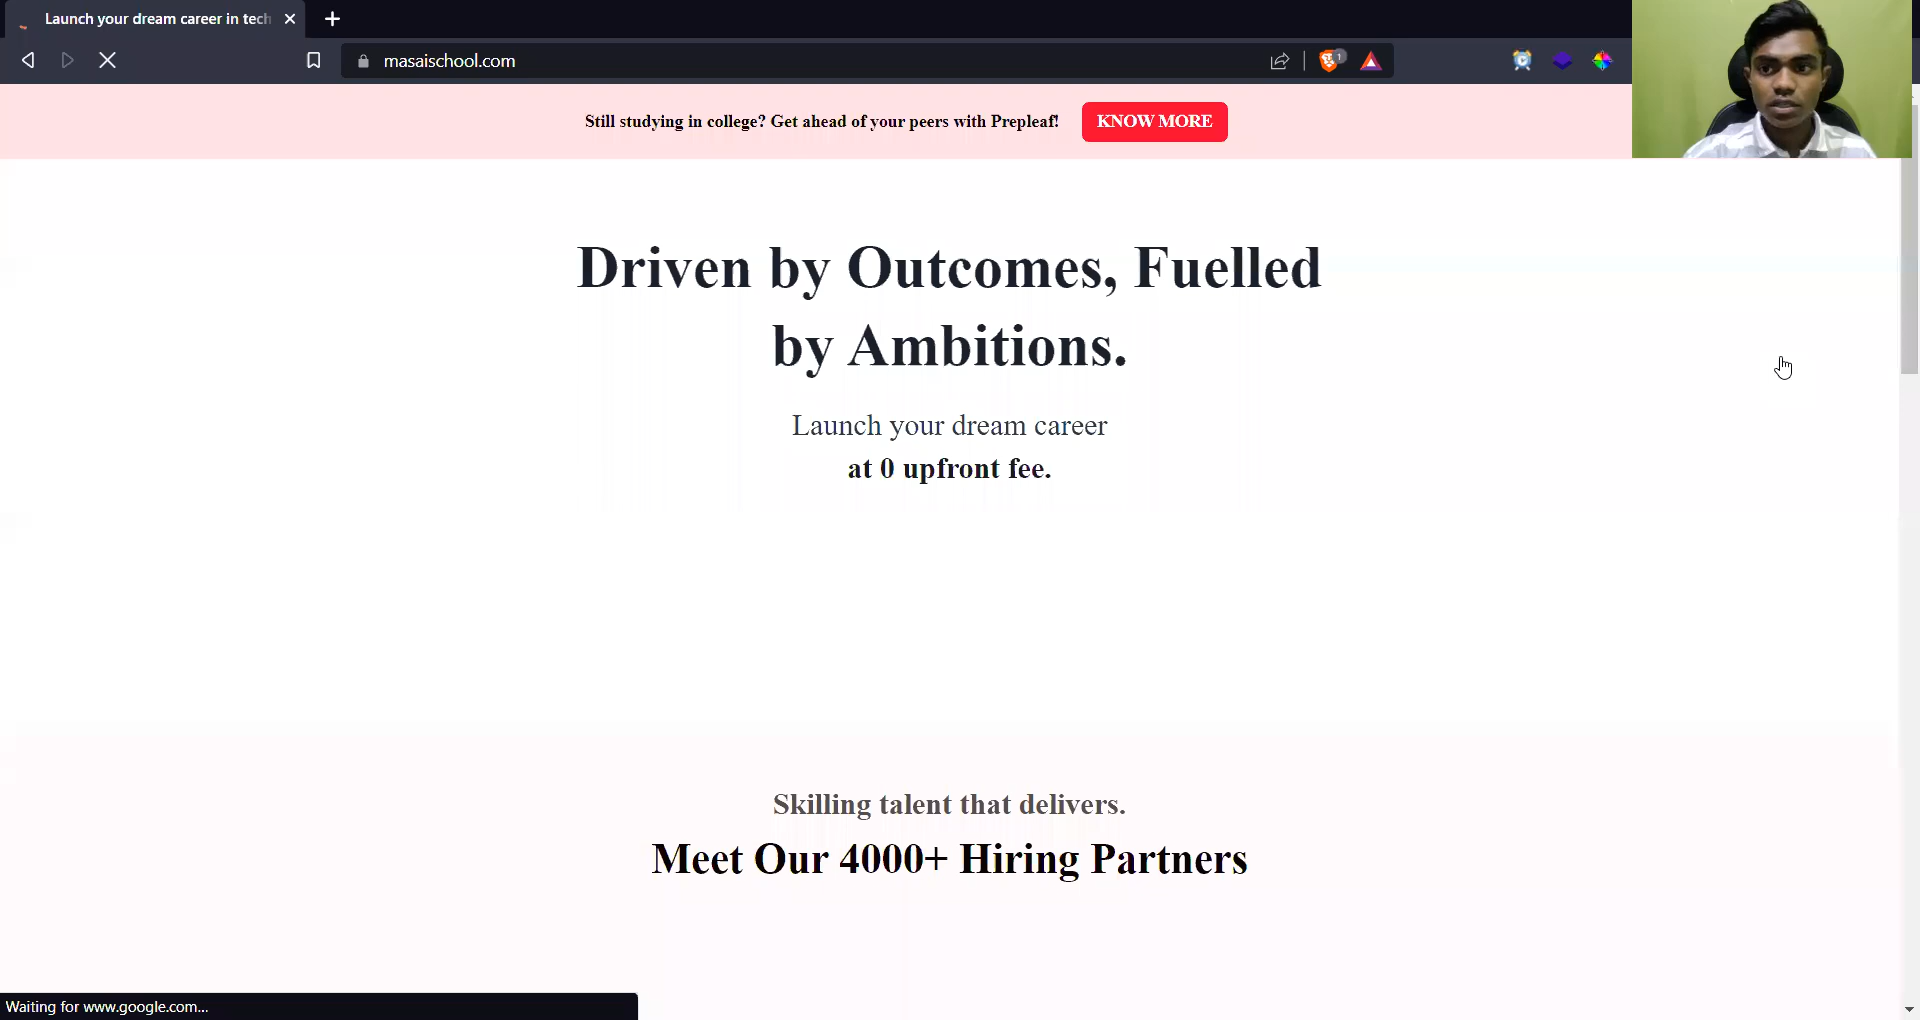 Launch your dream career in tech
masaischool.com
1
Still studying in college? Get ahead of your peers with Prepleaf!
KNOW MORE
Driven by Outcomes, Fuelled
by Ambitions.
Launch your dream career
at 0 upfront fee.
Skilling talent that delivers.
Meet Our 4000+ Hiring Partners
Waiting for www.google.com...